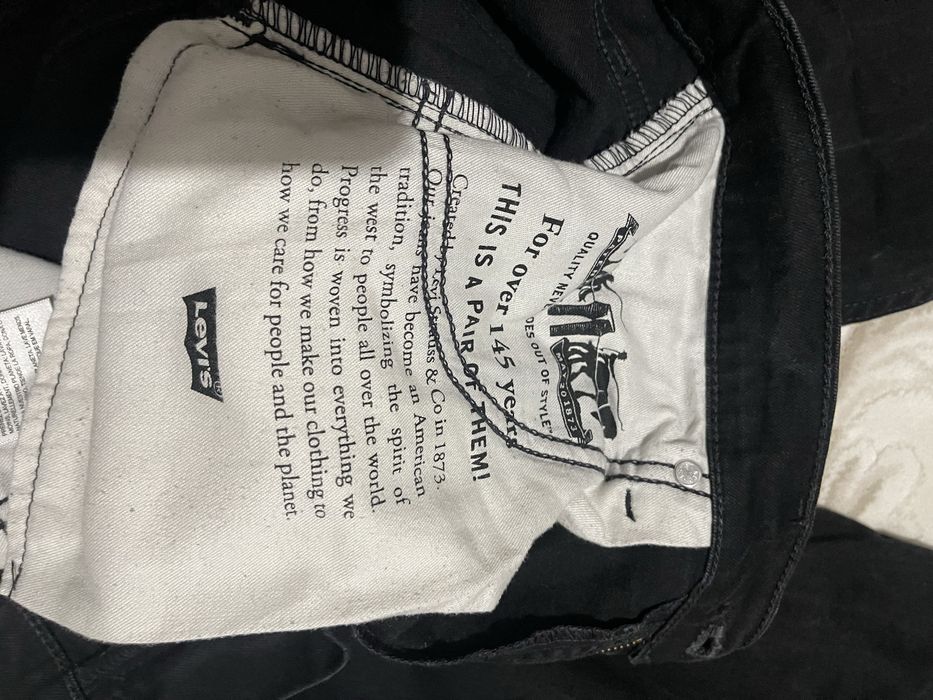 QUALITY NEV DES OUT OF STYLE"
1873
For over 145 years
THIS IS A PAIR OF THEM!
Created by Levi Strauss & Co in 1873.
Our jeans have become an American
tradition, symbolizing the spirit of
the west to people all over the world.
Progress is woven into everything we
do, from how we make our clothing to
how we care for people and the planet.
Levi's®